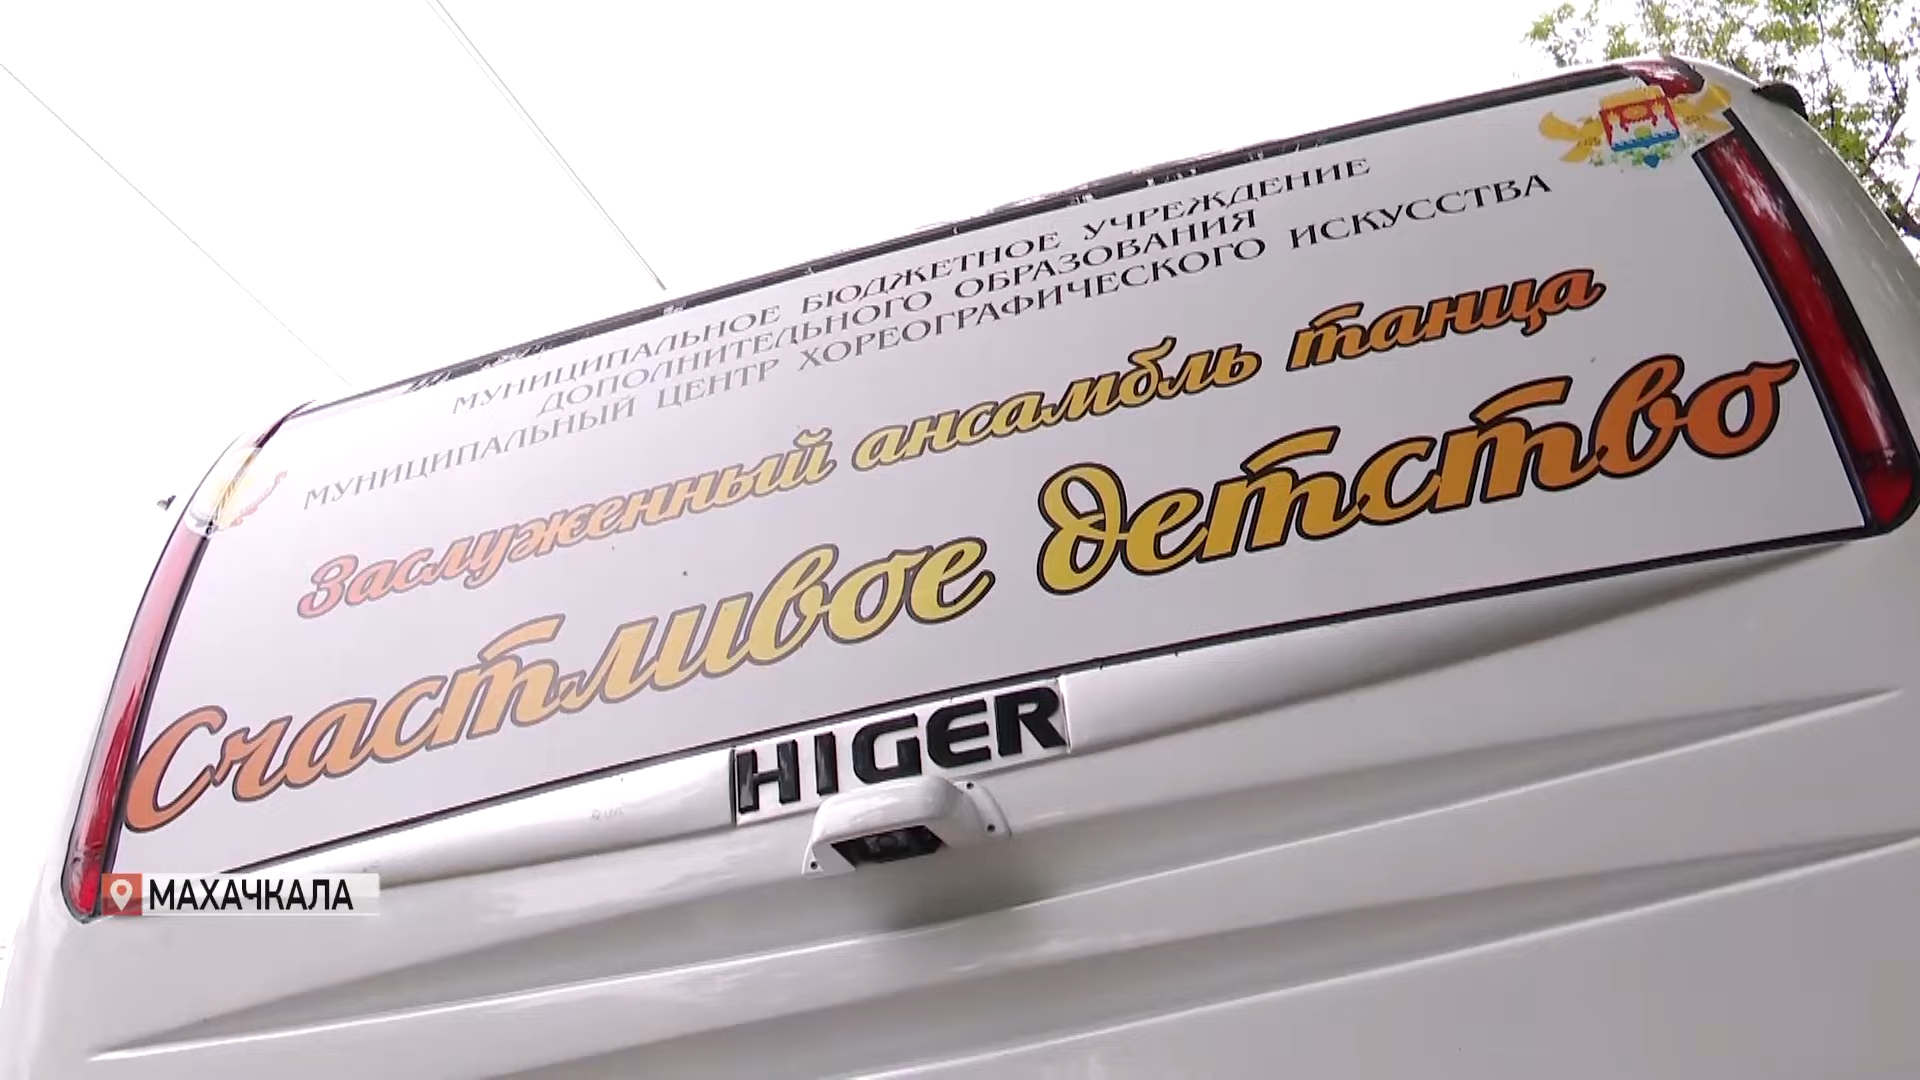 МУНИЦИПАЛЬНОЕ БЮДЖЕТНОЕ УЧРЕЖДЕНИЕ
ДОПОЛНИТЕЛЬНОГО ОБРАЗОВАНИЯ
МУНИЦИПАЛЬНЫЙ ЦЕНТР ХОРЕОГРАФИЧЕСКОГО ИСКУССТВА
Заслуженный ансамбль танца
Счастливое детство
HIGER
МАХАЧКАЛА